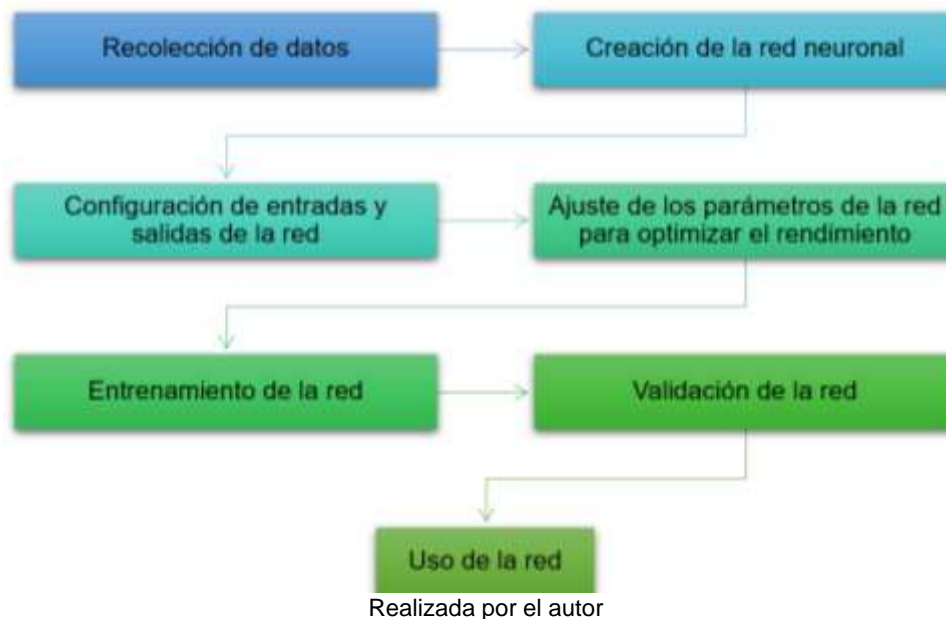 Recolección de datos
Creación de la red neuronal
Configuración de entradas y
salidas de la red
Ajuste de los parámetros de la red
para optimizar el rendimiento
Entrenamiento de la red
Validación de la red
Uso de la red
Realizada por el autor